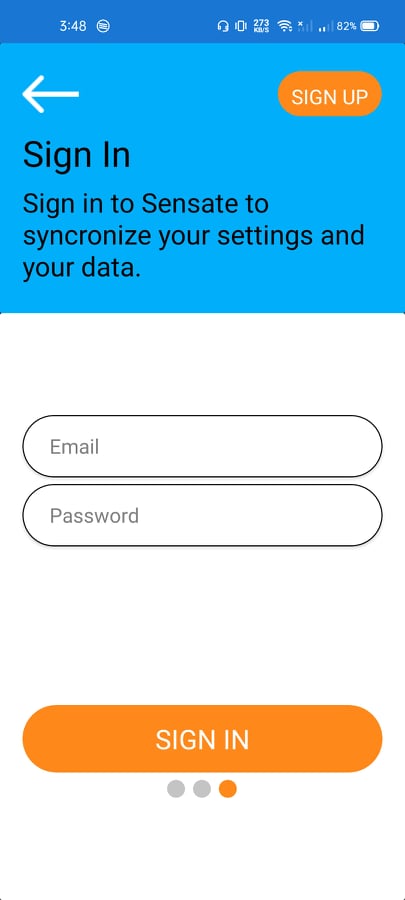 3:48
273
KB/S
82%
SIGN UP
Sign In
Sign in to Sensate to
syncronize your settings and
your data.
Email
Password
SIGN IN